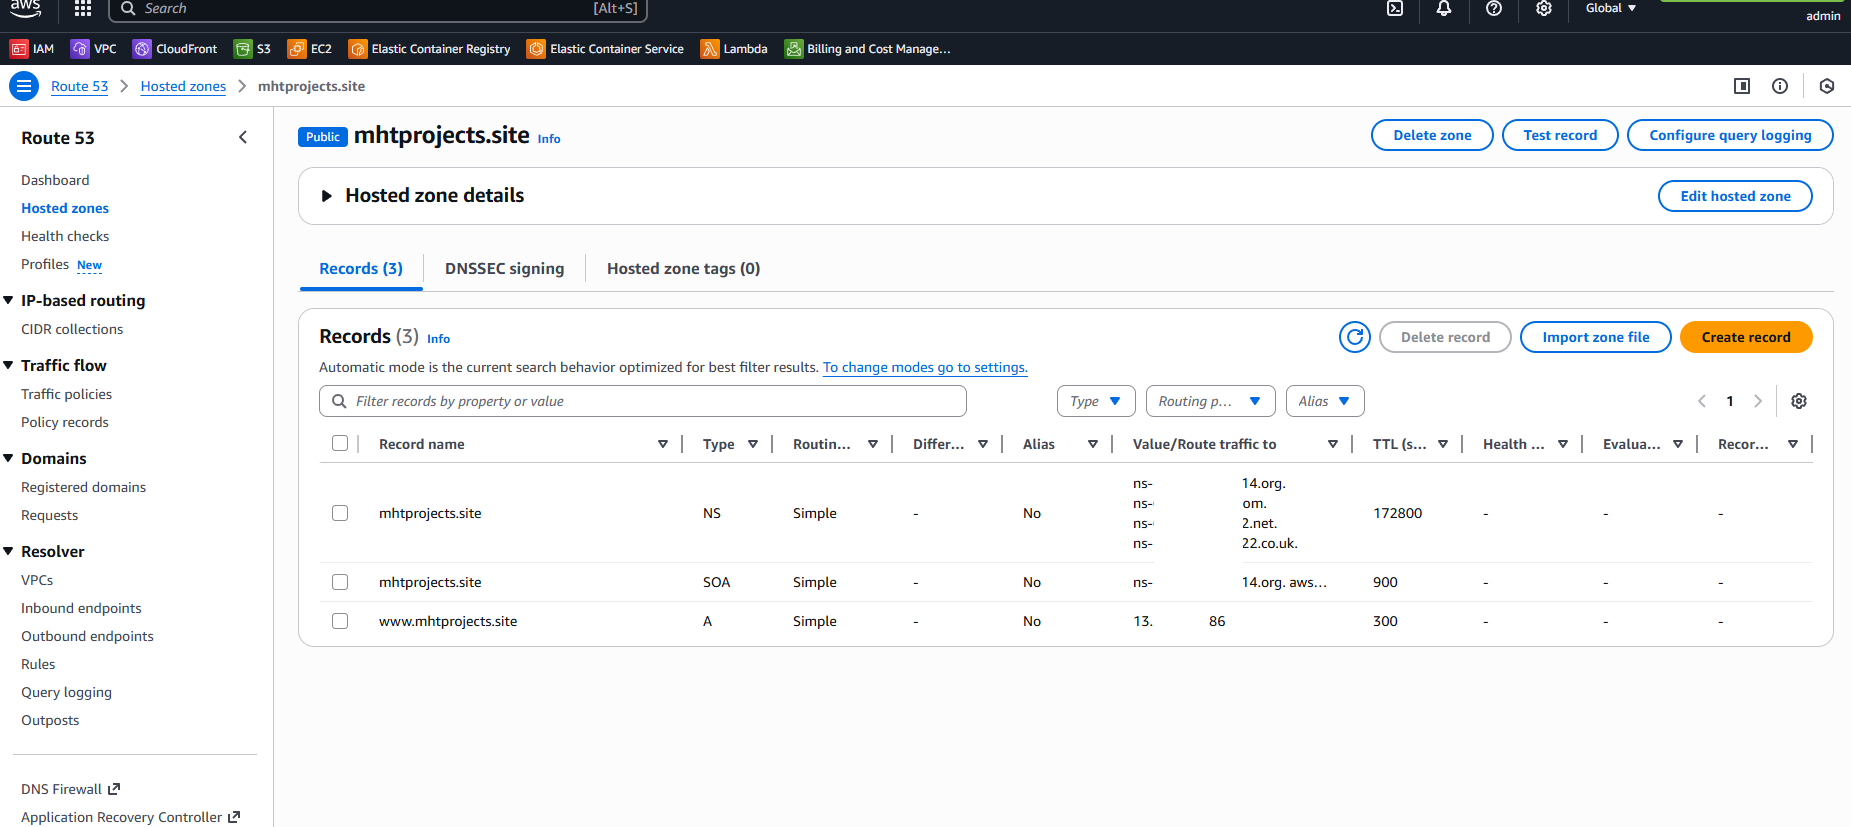 aws
Search
[Alt+S]
Global
admin
IAM
VPC
CloudFront
S3
EC2
Elastic Container Registry
Elastic Container Service
Lambda
Billing and Cost Manage...
Route 53
Hosted zones
mhtprojects.site
Route 53
Dashboard
Hosted zones
Health checks
Profiles New
IP-based routing
CIDR collections
Traffic flow
Traffic policies
Policy records
Domains
Registered domains
Requests
Resolver
VPCs
Inbound endpoints
Outbound endpoints
Rules
Query logging
Outposts
DNS Firewall
Application Recovery Controller
Public mhtprojects.site Info
Delete zone
Test record
Configure query logging
Hosted zone details
Edit hosted zone
Records (3)
DNSSEC signing
Hosted zone tags (0)
Records (3) Info
Delete record
Import zone file
Create record
Automatic mode is the current search behavior optimized for best filter results. To change modes go to settings.
Filter records by property or value
Type
Routing p...
Alias
1
Record name Type Routin... Differ... Alias Value/Route traffic to TTL (s... Health ... Evalua... Recor...
ns- 14.org.
ns- om.
mhtprojects.site NS Simple - No 172800 - - -
ns- 2.net.
ns- 22.co.uk.
mhtprojects.site SOA Simple - No ns- 14.org. aws... 900 - - -
www.mhtprojects.site A Simple - No 13. 86 300 - - -